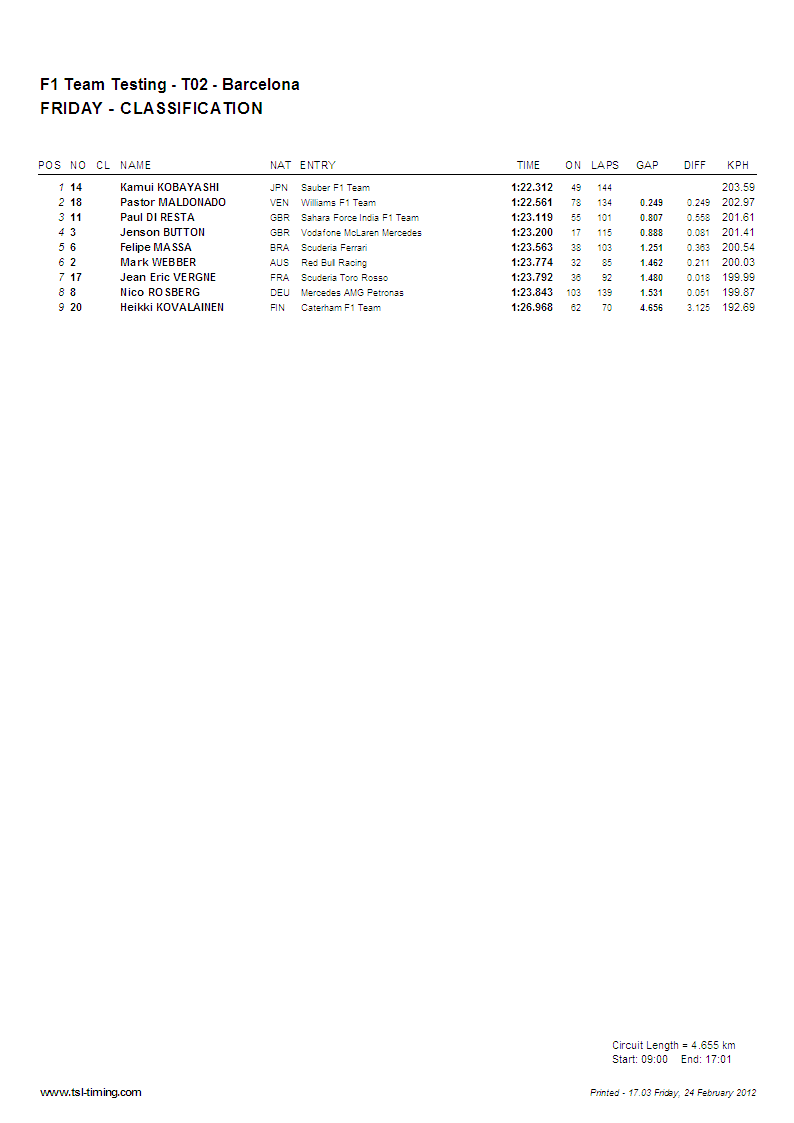 F1 Team Testing - T02 - Barcelona
FRIDAY - CLASSIFICATION
POS NO CL NAME NAT ENTRY TIME ON LAPS GAP DIFF KPH
1 14 Kamui KOBAYASHI JPN Sauber F1 Team 1:22.312 49 144 203.59
2 18 Pastor MALDONADO VEN Williams F1 Team 1:22.561 78 134 0.249 0.249 202.97
3 11 Paul DI RESTA GBR Sahara Force India F1 Team 1:23.119 55 101 0.807 0.558 201.61
4 3 Jenson BUTTON GBR Vodafone McLaren Mercedes 1:23.200 17 115 0.888 0.081 201.41
5 6 Felipe MASSA BRA Scuderia Ferrari 1:23.563 38 103 1.251 0.363 200.54
6 2 Mark WEBBER AUS Red Bull Racing 1:23.774 32 85 1.462 0.211 200.03
7 17 Jean Eric VERGNE FRA Scuderia Toro Rosso 1:23.792 36 92 1.480 0.018 199.99
8 8 Nico ROSBERG DEU Mercedes AMG Petronas 1:23.843 103 139 1.531 0.051 199.87
9 20 Heikki KOVALAINEN FIN Caterham F1 Team 1:26.968 62 70 4.656 3.125 192.69
Circuit Length = 4.655 km
Start: 09:00 End: 17:01
www.tsl-timing.com Printed - 17.03 Friday, 24 February 2012